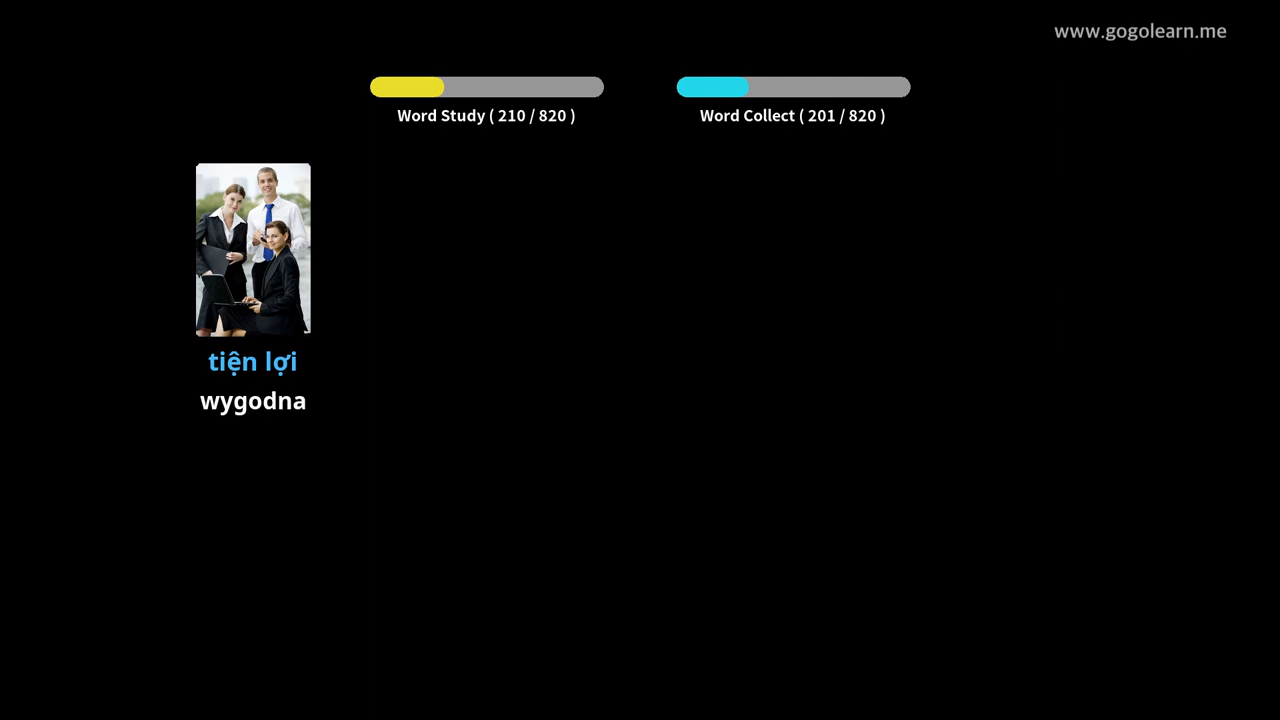 www.gogolearn.me
Word Study ( 210 / 820 )
Word Collect ( 201 / 820 )
tiện lợi
wygodna